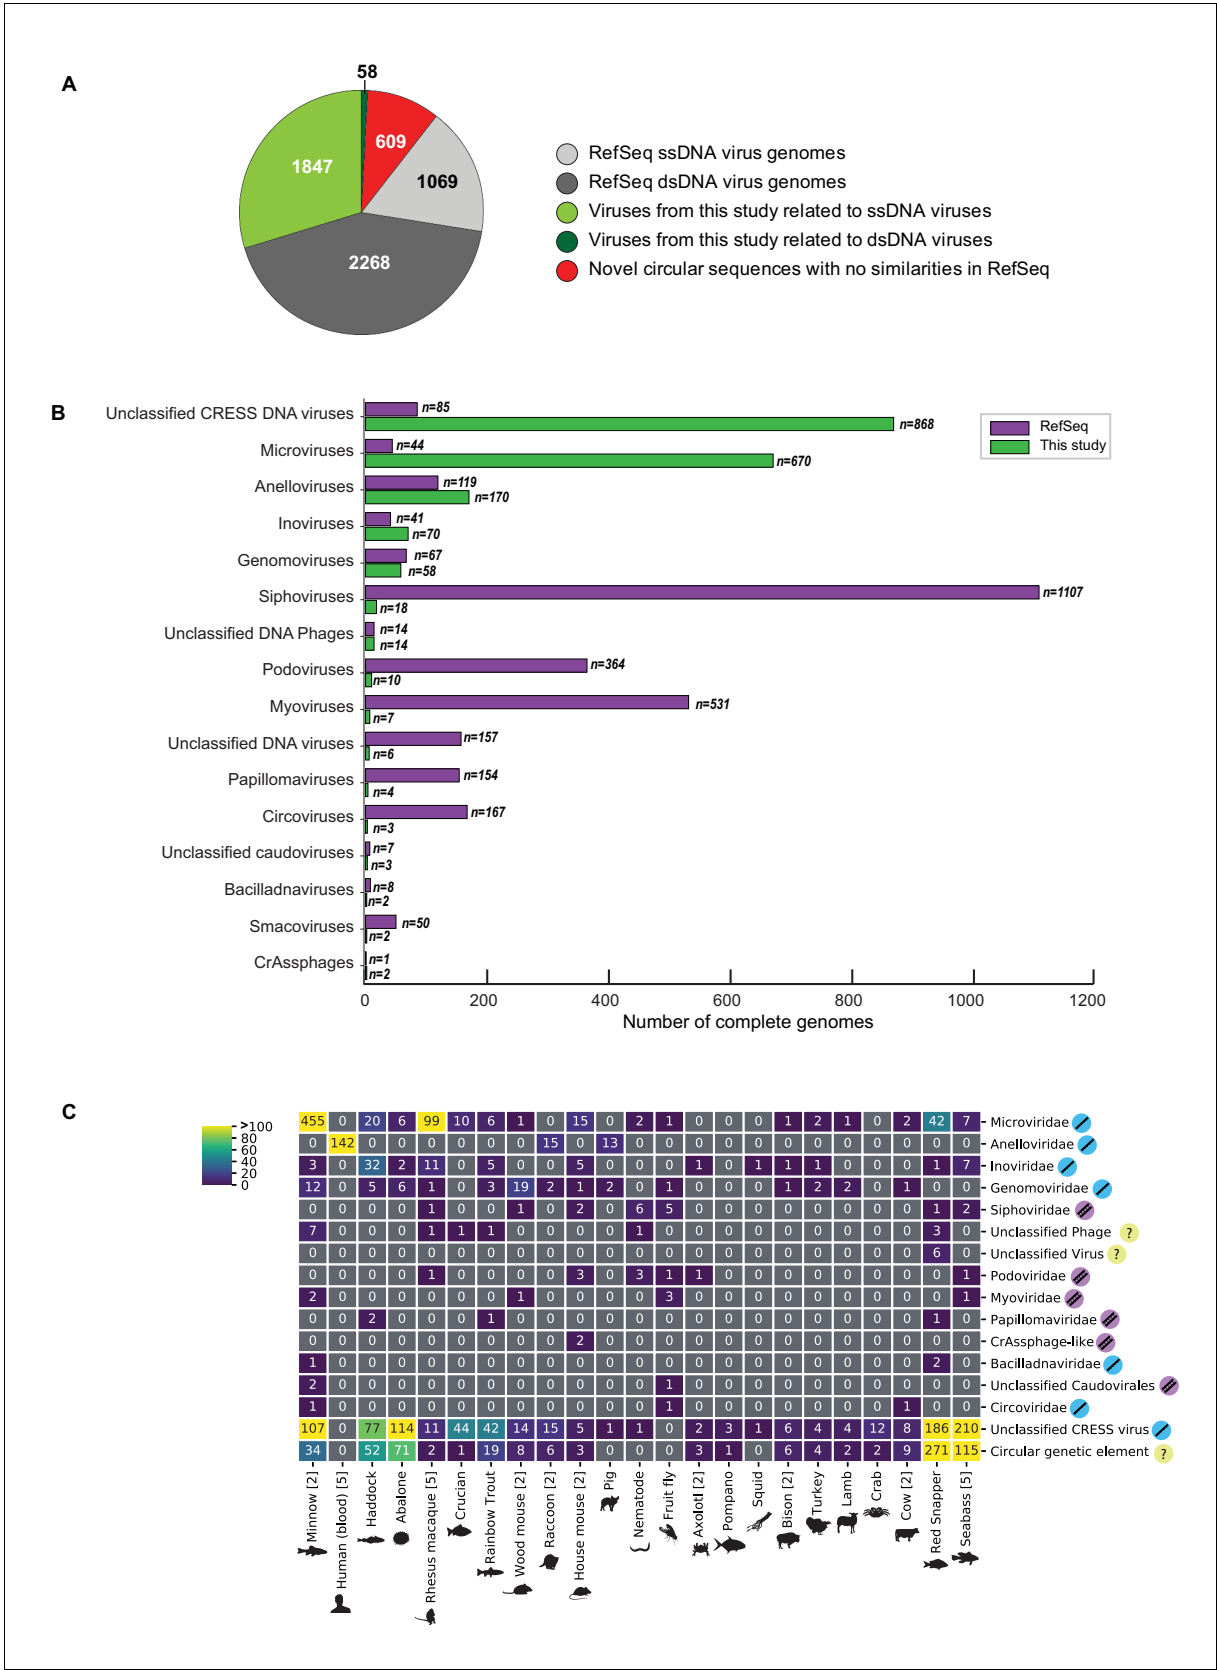 A
58
609
1847
1069
2268
RefSeq ssDNA virus genomes
RefSeq dsDNA virus genomes
Viruses from this study related to ssDNA viruses
Viruses from this study related to dsDNA viruses
Novel circular sequences with no similarities in RefSeq
B
RefSeq
This study
Unclassified CRESS DNA viruses n=85
n=868
Microviruses n=44
n=670
Anelloviruses n=119
n=170
Inoviruses n=41
n=70
Genomoviruses n=67
n=58
Siphoviruses n=1107
n=18
Unclassified DNA Phages n=14
n=14
Podoviruses n=364
n=10
Myoviruses n=531
n=7
Unclassified DNA viruses n=157
n=6
Papillomaviruses n=154
n=4
Circoviruses n=167
n=3
Unclassified caudoviruses n=7
n=3
Bacilladnaviruses n=8
n=2
Smacoviruses n=50
n=2
CrAssphages n=1
n=2
0 200 400 600 800 1000 1200
Number of complete genomes
C
>100
80
60
40
20
0
455 0 20 6 99 10 6 1 0 15 0 2 1 0 0 0 1 2 1 0 2 42 7 Microviridae
0 142 0 0 0 0 0 0 15 0 13 0 0 0 0 0 0 0 0 0 0 0 0 Anelloviridae
3 0 32 2 11 0 5 0 0 5 0 0 0 1 0 1 1 1 0 0 0 1 7 Inoviridae
12 0 5 6 1 0 3 19 2 1 2 0 1 0 0 0 1 2 2 0 1 0 0 Genomoviridae
0 0 0 0 1 0 0 1 0 2 0 6 5 0 0 0 0 0 0 0 0 1 2 Siphoviridae
7 0 0 0 1 1 1 0 0 0 0 1 0 0 0 0 0 0 0 0 0 3 0 Unclassified Phage ?
0 0 0 0 0 0 0 0 0 0 0 0 0 0 0 0 0 0 0 0 0 6 0 Unclassified Virus ?
0 0 0 0 1 0 0 0 0 3 0 3 1 1 0 0 0 0 0 0 0 0 1 Podoviridae
2 0 0 0 0 0 0 1 0 0 0 0 3 0 0 0 0 0 0 0 0 0 1 Myoviridae
0 0 2 0 0 0 1 0 0 0 0 0 0 0 0 0 0 0 0 0 0 1 0 Papillomaviridae
0 0 0 0 0 0 0 0 0 2 0 0 0 0 0 0 0 0 0 0 0 0 0 CrAssphage-like
1 0 0 0 0 0 0 0 0 0 0 0 0 0 0 0 0 0 0 0 0 2 0 Bacilladnaviridae
2 0 0 0 0 0 0 0 0 0 0 0 1 0 0 0 0 0 0 0 0 0 0 Unclassified Caudovirales
1 0 0 0 0 0 0 0 0 0 0 0 1 0 0 0 0 0 0 0 1 0 0 Circoviridae
107 0 77 114 11 44 42 14 15 5 1 1 0 2 3 1 6 4 4 12 8 186 210 Unclassified CRESS virus
34 0 52 71 2 1 19 8 6 3 0 0 0 3 1 0 6 4 2 2 9 271 115 Circular genetic element ?
Minnow [2]
Human (blood) [5]
Haddock
Abalone
Rhesus macaque [5]
Crucian
Rainbow Trout
Wood mouse [2]
Raccoon [2]
House mouse [2]
Pig
Nematode
Fruit fly
Axolotl [2]
Pompano
Squid
Bison [2]
Turkey
Lamb
Crab
Cow [2]
Red Snapper
Seabass [5]